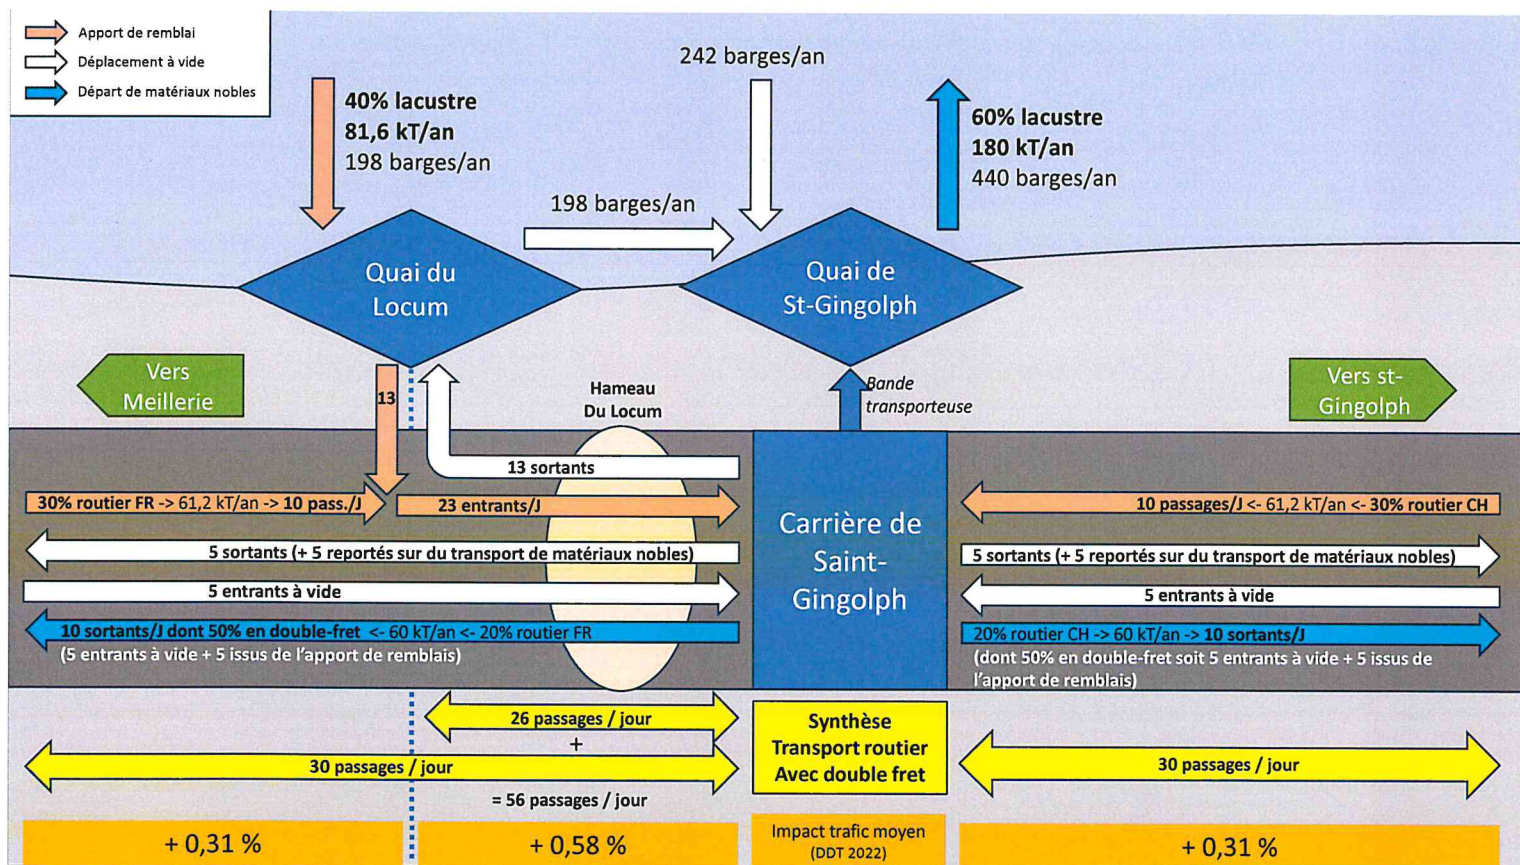 Apport de remblai
Déplacement à vide
Départ de matériaux nobles
40% lacustre
81,6 kT/an
198 barges/an
242 barges/an
60% lacustre
180 kT/an
440 barges/an
198 barges/an
Quai du
Locum
Quai de
St-Gingolph
Vers
Meillerie
13
Hameau
Du Locum
Bande
transporteuse
Vers st-
Gingolph
13 sortants
30% routier FR -> 61,2 kT/an -> 10 pass./J
23 entrants/J
5 sortants (+ 5 reportés sur du transport de matériaux nobles)
5 entrants à vide
10 sortants/J dont 50% en double-fret <- 60 kT/an <- 20% routier FR
(5 entrants à vide + 5 issus de l'apport de remblais)
Carrière de
Saint-
Gingolph
10 passages/J <- 61,2 kT/an <- 30% routier CH
5 sortants (+ 5 reportés sur du transport de matériaux nobles)
5 entrants à vide
20% routier CH -> 60 kT/an -> 10 sortants/J
(dont 50% en double-fret soit 5 entrants à vide + 5 issus de
l'apport de remblais)
26 passages / jour
+
30 passages / jour
= 56 passages / jour
Synthèse
Transport routier
Avec double fret
30 passages / jour
+ 0,31 %
+ 0,58 %
Impact trafic moyen
(DDT 2022)
+ 0,31 %